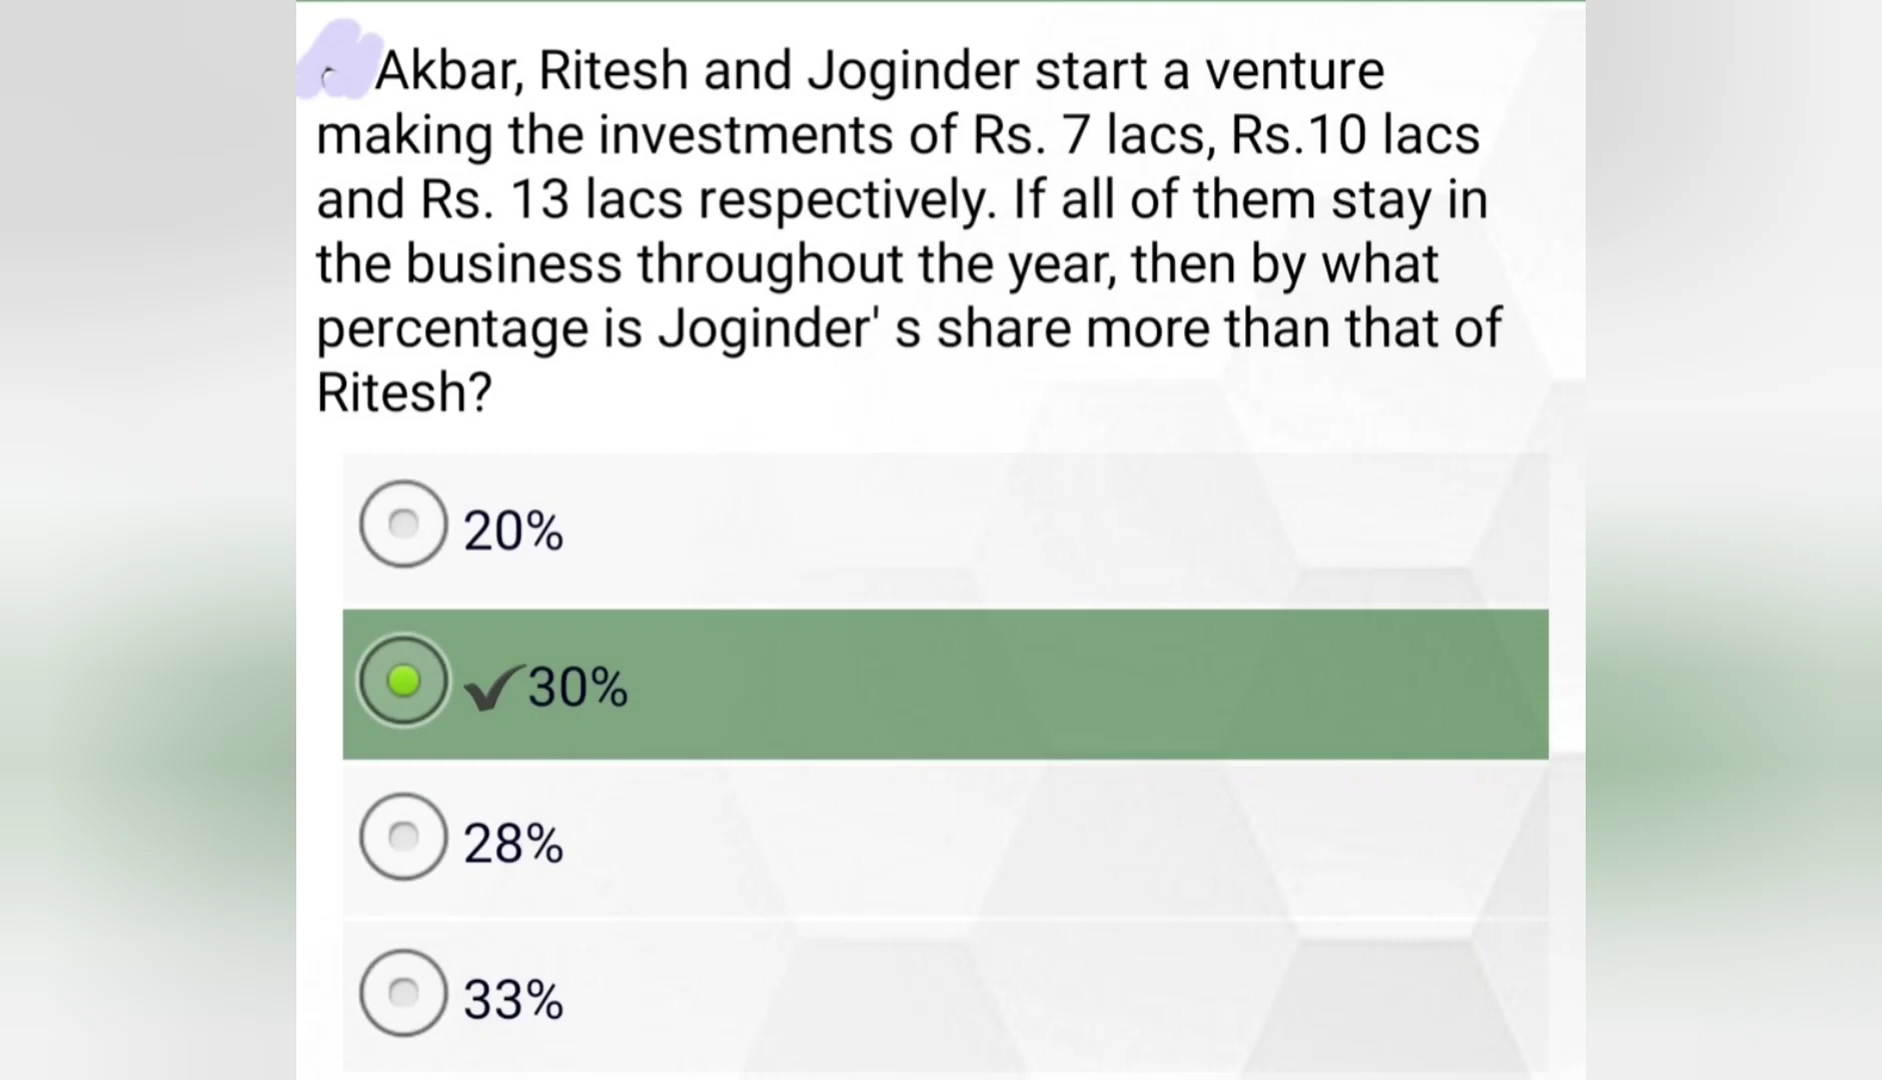 Akbar, Ritesh and Joginder start a venture
making the investments of Rs. 7 lacs, Rs.10 lacs
and Rs. 13 lacs respectively. If all of them stay in
the business throughout the year, then by what
percentage is Joginder' s share more than that of
Ritesh?
20%
✓30%
28%
33%